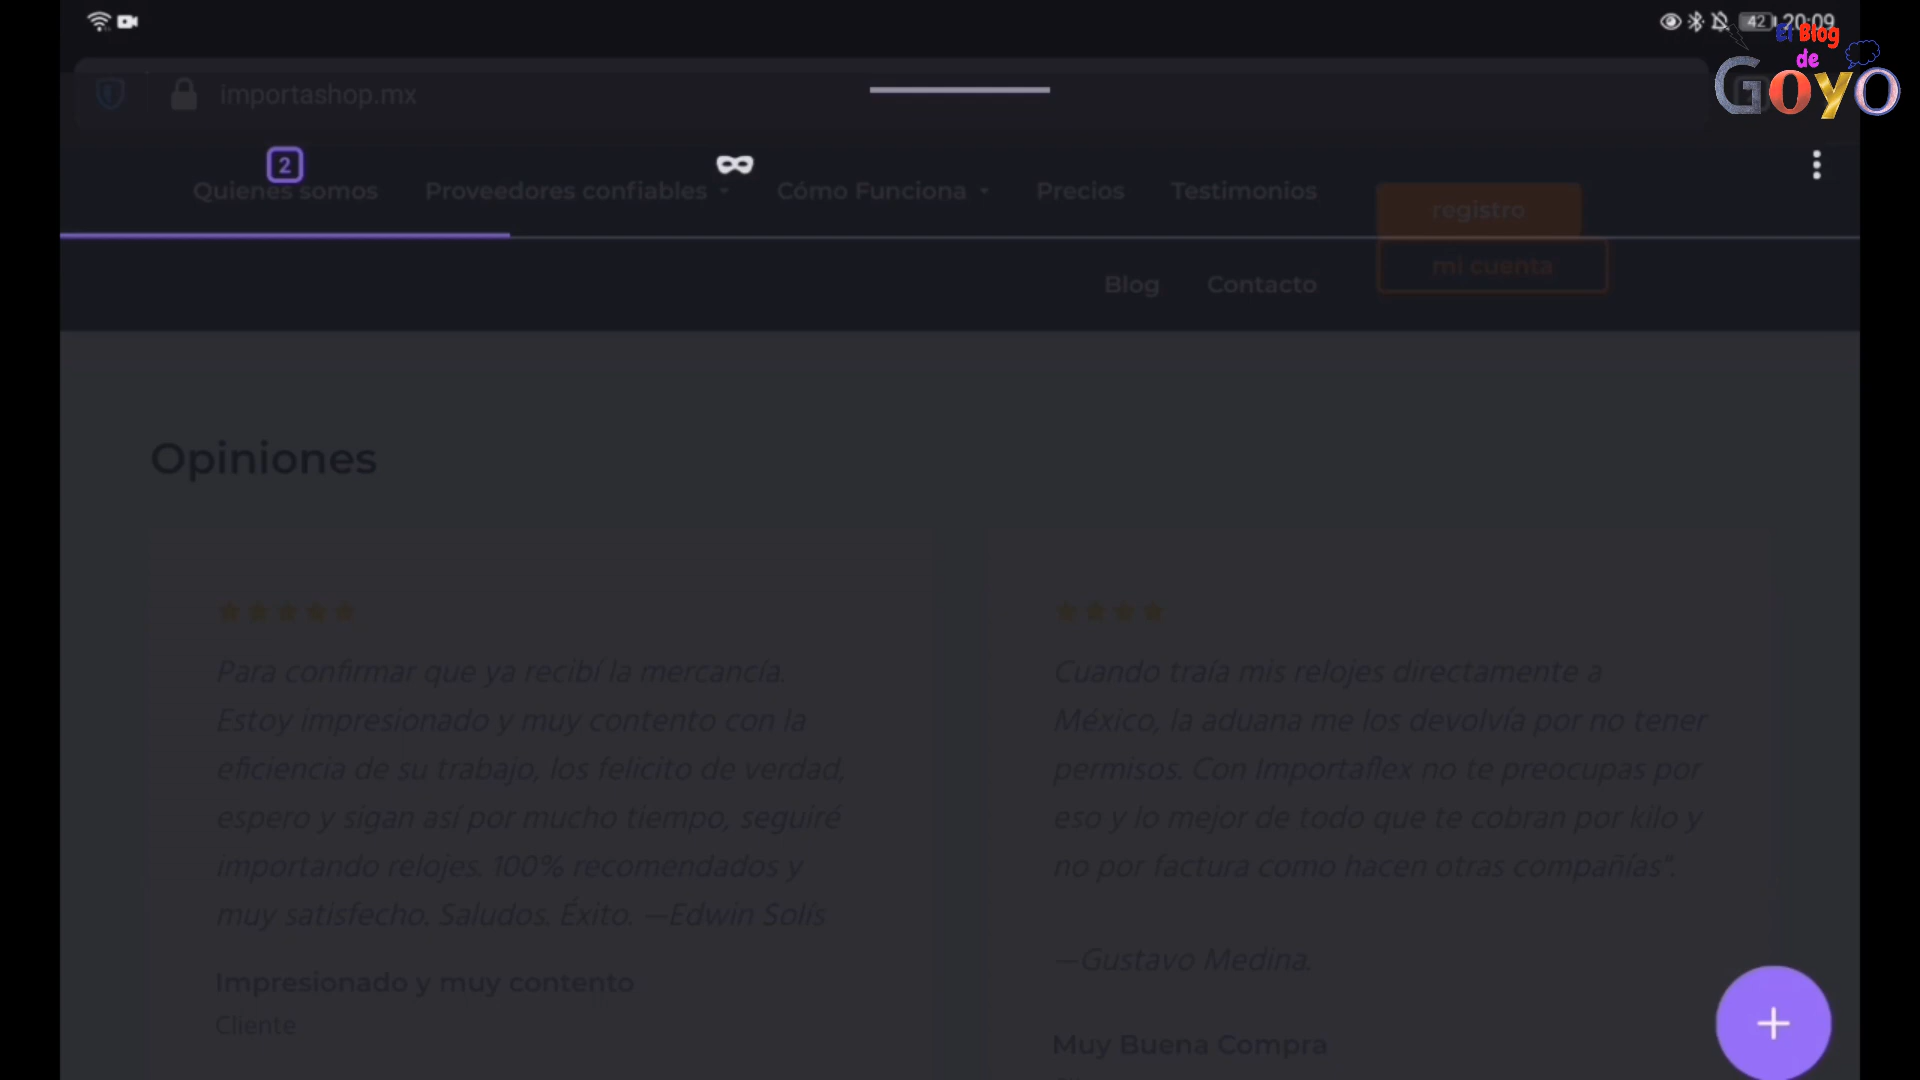 42 20:09
El Blog
de
Goyo
importashop.mx
2
Quienes somos Proveedores confiables Cómo Funciona Precios Testimonios registro
mi cuenta
Blog Contacto
Opiniones
Para confirmar que ya recibí la mercancía.
Estoy impresionado y muy contento con la
eficiencia de su trabajo, los felicito de verdad,
espero y sigan así por mucho tiempo, seguiré
importando relojes. 100% recomendados y
muy satisfecho. Saludos. Éxito. —Edwin Solís
Impresionado y muy contento
Cliente
Cuando traía mis relojes directamente a
México, la aduana me los devolvía por no tener
permisos. Con Importaflex no te preocupas por
eso y lo mejor de todo que te cobran por kilo y
no por factura como hacen otras compañías".
—Gustavo Medina.
Muy Buena Compra